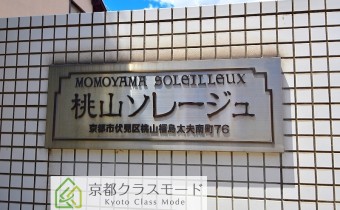 MOMOYAMA SOLEILLEUX
桃山ソレージュ
京都市伏見区桃山福島太夫南町76
京都クラスモード
Kyoto Class Mode